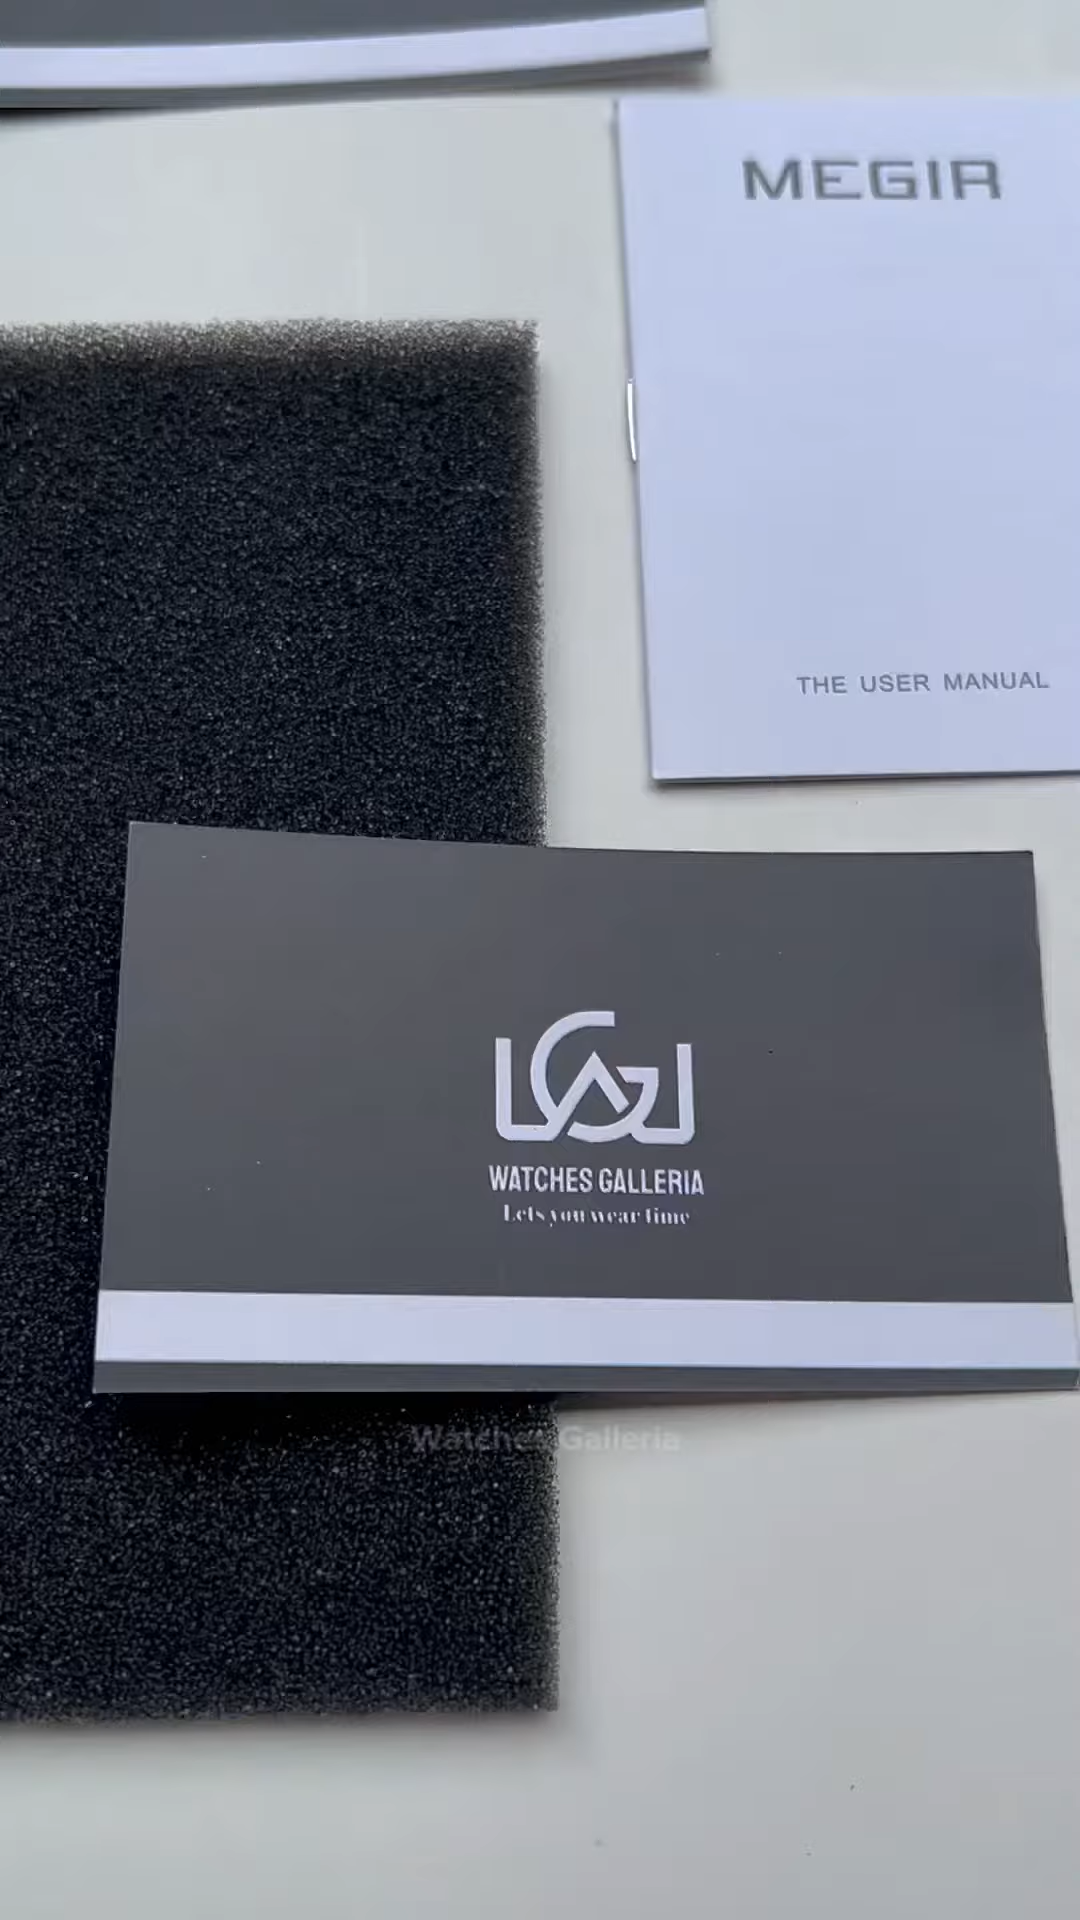 MEGIR
THE USER MANUAL
WATCHES GALLERIA
Lets you wear time
Watches Galleria